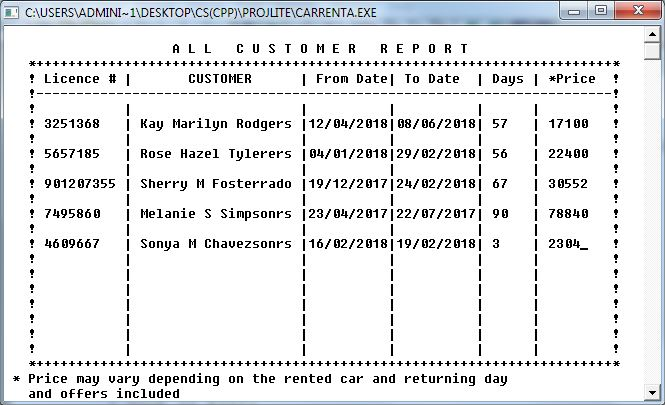 C:\USERS\ADMINI~1\DESKTOP\CS(CPP)\PROJLITE\CARRENTA.EXE
A L L   C U S T O M E R   R E P O R T
*+++++++++++++++++++++++++++++++++++++++++++++++++++++++++++++++++++++++*
! Licence # | CUSTOMER | From Date| To Date | Days | *Price !
!-----------------------------------------------------------------------!
! 3251368 | Kay Marilyn Rodgers |12/04/2018|08/06/2018| 57 | 17100 !
! 5657185 | Rose Hazel Tylerers |04/01/2018|29/02/2018| 56 | 22400 !
! 901207355 | Sherry M Fosterrado |19/12/2017|24/02/2018| 67 | 30552 !
! 7495860 | Melanie S Simpsonrs |23/04/2017|22/07/2017| 90 | 78840 !
! 4609667 | Sonya M Chavezsonrs |16/02/2018|19/02/2018| 3 | 2304_ !
*+++++++++++++++++++++++++++++++++++++++++++++++++++++++++++++++++++++++*
* Price may vary depending on the rented car and returning day
and offers included